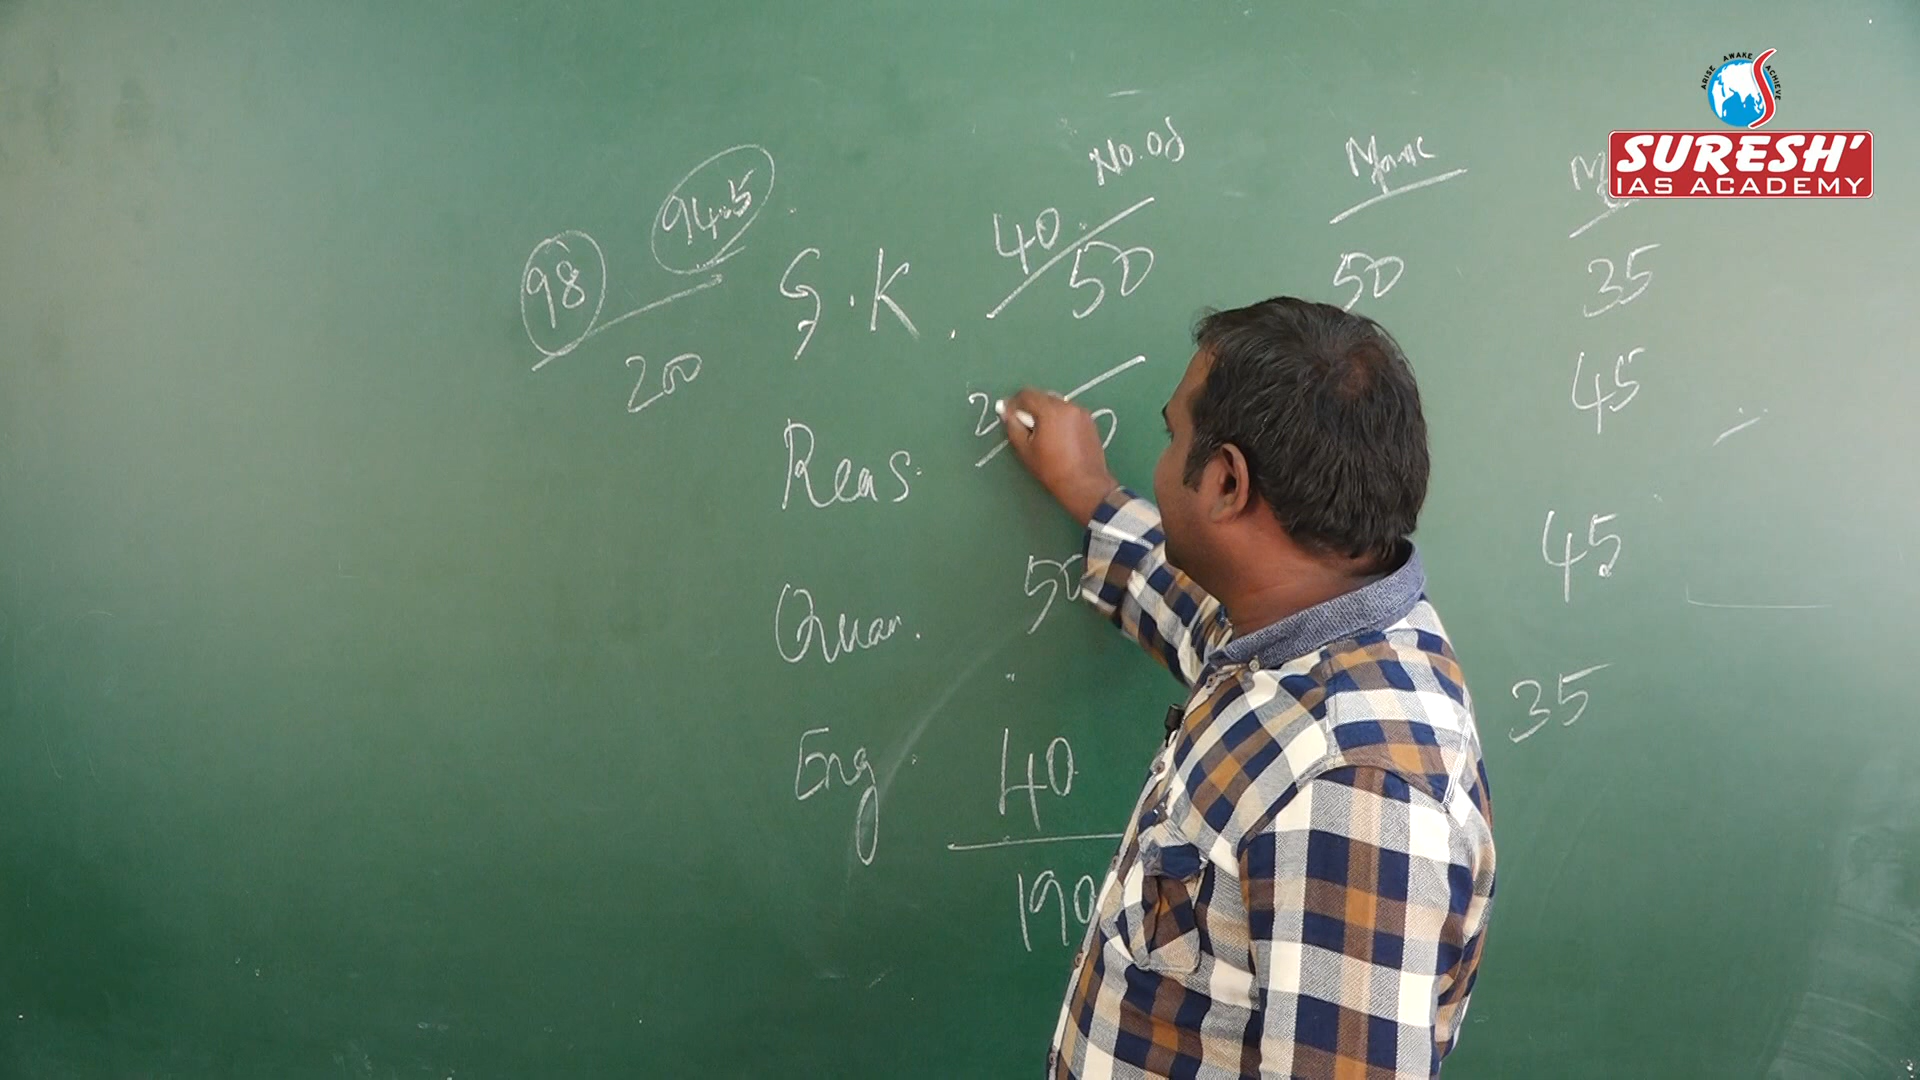 ARISE AWAKE ACHIEVE
SURESH'
IAS ACADEMY
No. of
94.5
98
200
G.K
40
50
50
35
45
Reas.
2
Quan.
50
45
35
Eng.
40
190